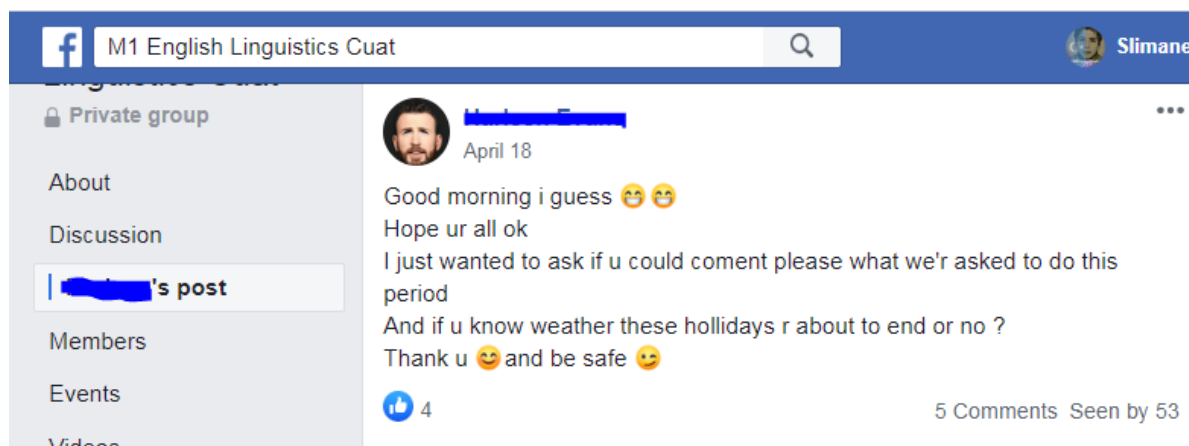 f
M1 English Linguistics Cuat
Slimane
Private group
About
Discussion
's post
Members
Events
April 18
Good morning i guess 😁😁
Hope ur all ok
I just wanted to ask if u could coment please what we'r asked to do this
period
And if u know weather these hollidays r about to end or no ?
Thank u 😊and be safe 😉
4
5 Comments Seen by 53